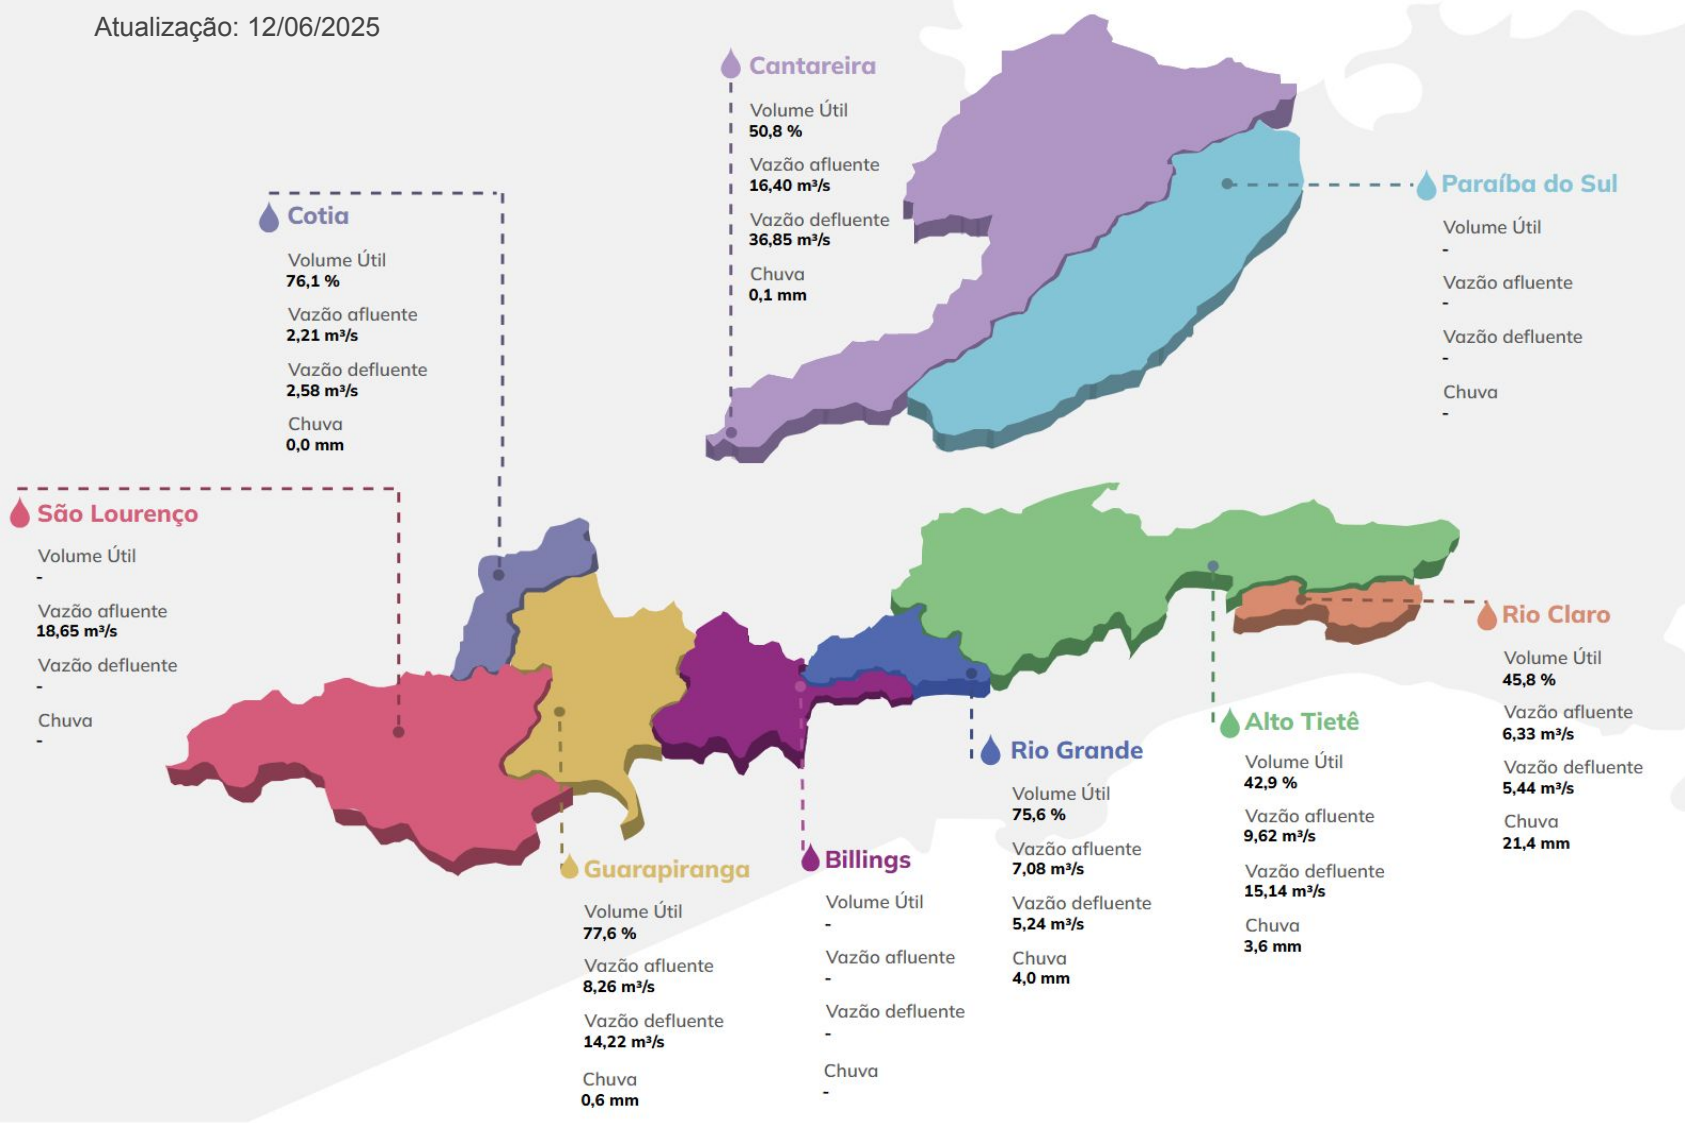 Atualização: 12/06/2025
Cantareira
Volume Útil
50,8 %
Vazão afluente
16,40 m³/s
Vazão defluente
36,85 m³/s
Chuva
0,1 mm
Paraíba do Sul
Volume Útil
-
Vazão afluente
-
Vazão defluente
-
Chuva
-
Cotia
Volume Útil
76,1 %
Vazão afluente
2,21 m³/s
Vazão defluente
2,58 m³/s
Chuva
0,0 mm
São Lourenço
Volume Útil
-
Vazão afluente
18,65 m³/s
Vazão defluente
-
Chuva
-
Guarapiranga
Volume Útil
77,6 %
Vazão afluente
8,26 m³/s
Vazão defluente
14,22 m³/s
Chuva
0,6 mm
Billings
Volume Útil
-
Vazão afluente
-
Vazão defluente
-
Chuva
-
Rio Grande
Volume Útil
75,6 %
Vazão afluente
7,08 m³/s
Vazão defluente
5,24 m³/s
Chuva
4,0 mm
Alto Tietê
Volume Útil
42,9 %
Vazão afluente
9,62 m³/s
Vazão defluente
15,14 m³/s
Chuva
3,6 mm
Rio Claro
Volume Útil
45,8 %
Vazão afluente
6,33 m³/s
Vazão defluente
5,44 m³/s
Chuva
21,4 mm